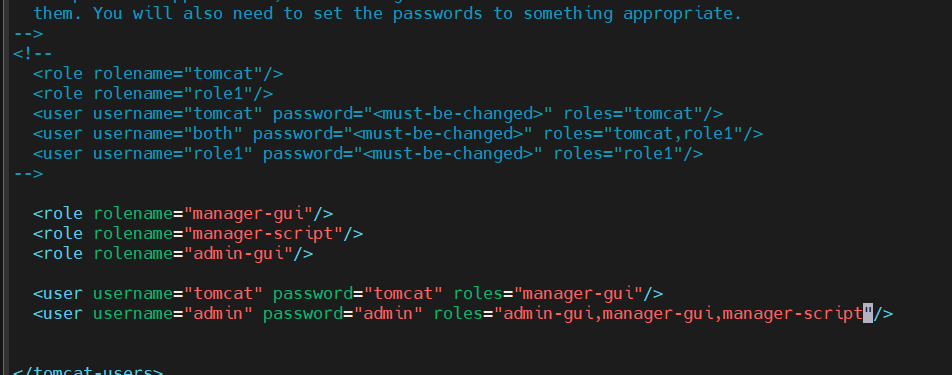 them. You will also need to set the passwords to something appropriate.
-->
<!--
<role rolename="tomcat"/>
<role rolename="role1"/>
<user username="tomcat" password="<must-be-changed>" roles="tomcat"/>
<user username="both" password="<must-be-changed>" roles="tomcat,role1"/>
<user username="role1" password="<must-be-changed>" roles="role1"/>
-->
<role rolename="manager-gui"/>
<role rolename="manager-script"/>
<role rolename="admin-gui"/>
<user username="tomcat" password="tomcat" roles="manager-gui"/>
<user username="admin" password="admin" roles="admin-gui,manager-gui,manager-script"/>
</tomcat-users>